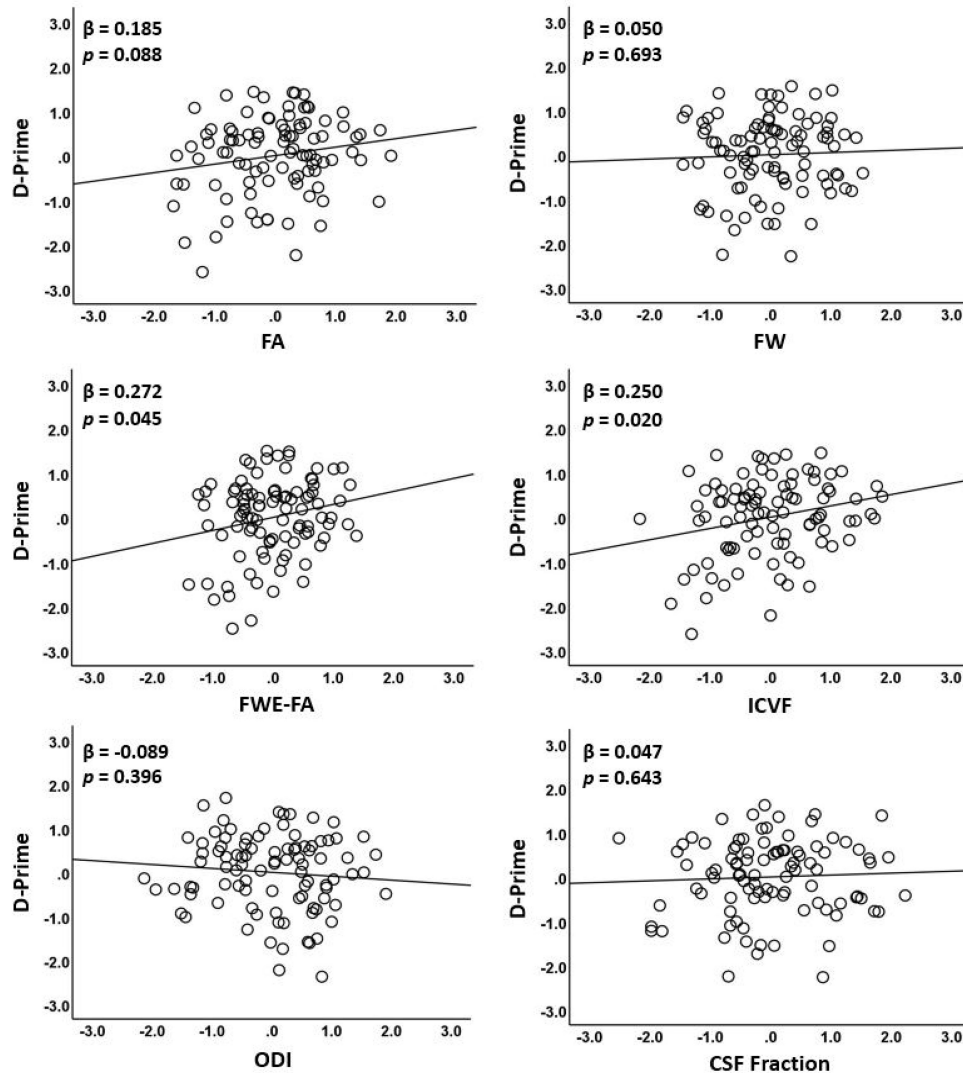 β = 0.185
p = 0.088
D-Prime
3.0
2.0
1.0
.0
-1.0
-2.0
-3.0
-3.0 -2.0 -1.0 .0 1.0 2.0 3.0
FA
β = 0.050
p = 0.693
D-Prime
3.0
2.0
1.0
.0
-1.0
-2.0
-3.0
-3.0 -2.0 -1.0 .0 1.0 2.0 3.0
FW
β = 0.272
p = 0.045
D-Prime
3.0
2.0
1.0
.0
-1.0
-2.0
-3.0
-3.0 -2.0 -1.0 .0 1.0 2.0 3.0
FWE-FA
β = 0.250
p = 0.020
D-Prime
3.0
2.0
1.0
.0
-1.0
-2.0
-3.0
-3.0 -2.0 -1.0 .0 1.0 2.0 3.0
ICVF
β = -0.089
p = 0.396
D-Prime
3.0
2.0
1.0
.0
-1.0
-2.0
-3.0
-3.0 -2.0 -1.0 .0 1.0 2.0 3.0
ODI
β = 0.047
p = 0.643
D-Prime
3.0
2.0
1.0
.0
-1.0
-2.0
-3.0
-3.0 -2.0 -1.0 .0 1.0 2.0 3.0
CSF Fraction